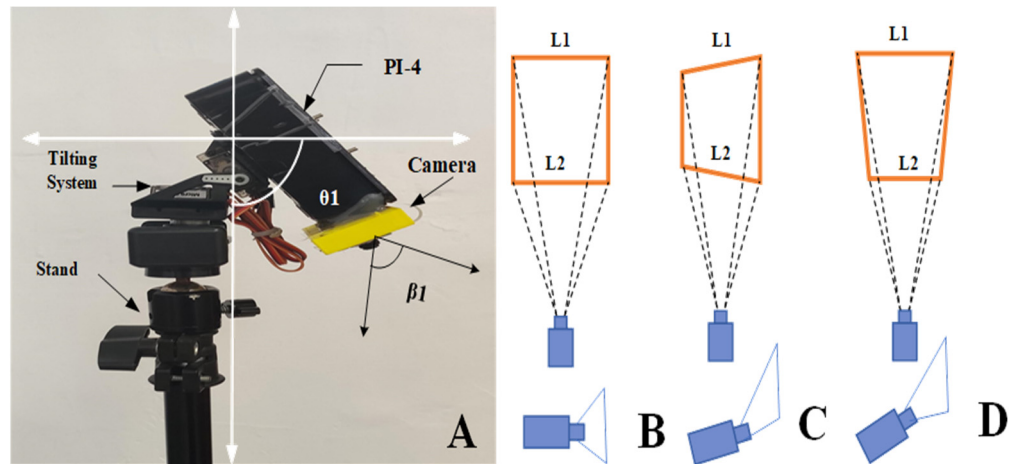 PI-4
Tilting
System
Camera
θ1
Stand
β1
A
L1
L2
B
L1
L2
C
L1
L2
D